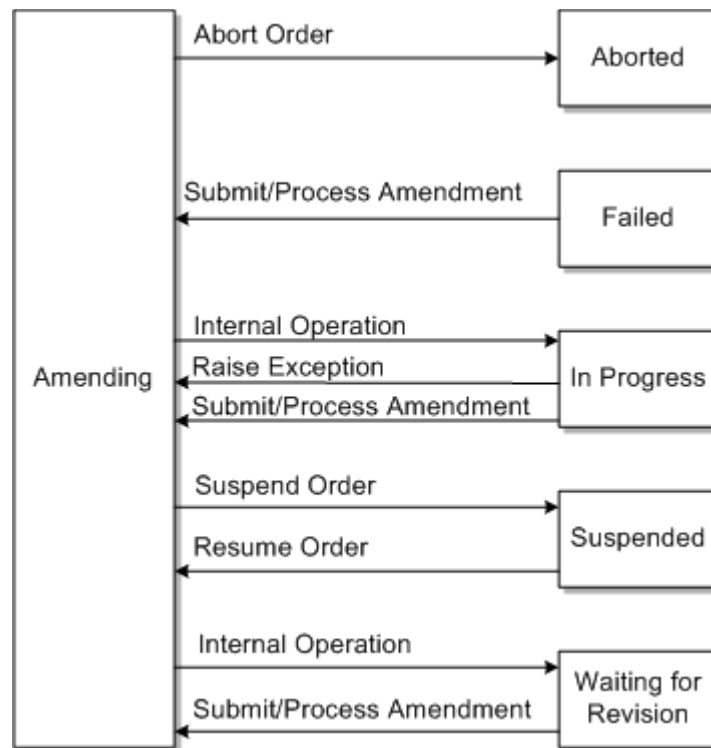 Abort Order
Aborted
Submit/Process Amendment
Failed
Internal Operation
Raise Exception
Amending
In Progress
Submit/Process Amendment
Suspend Order
Suspended
Resume Order
Internal Operation
Waiting for
Revision
Submit/Process Amendment